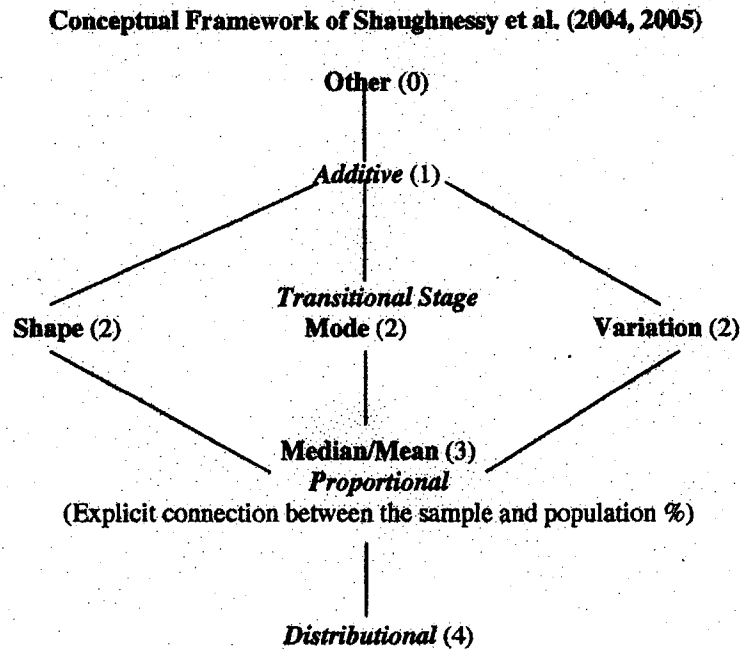 Conceptual Framework of Shaughnessy et al. (2004, 2005)
Other (0)
Additive (1)
Transitional Stage
Shape (2) Mode (2) Variation (2)
Median/Mean (3)
Proportional
(Explicit connection between the sample and population %)
Distributional (4)